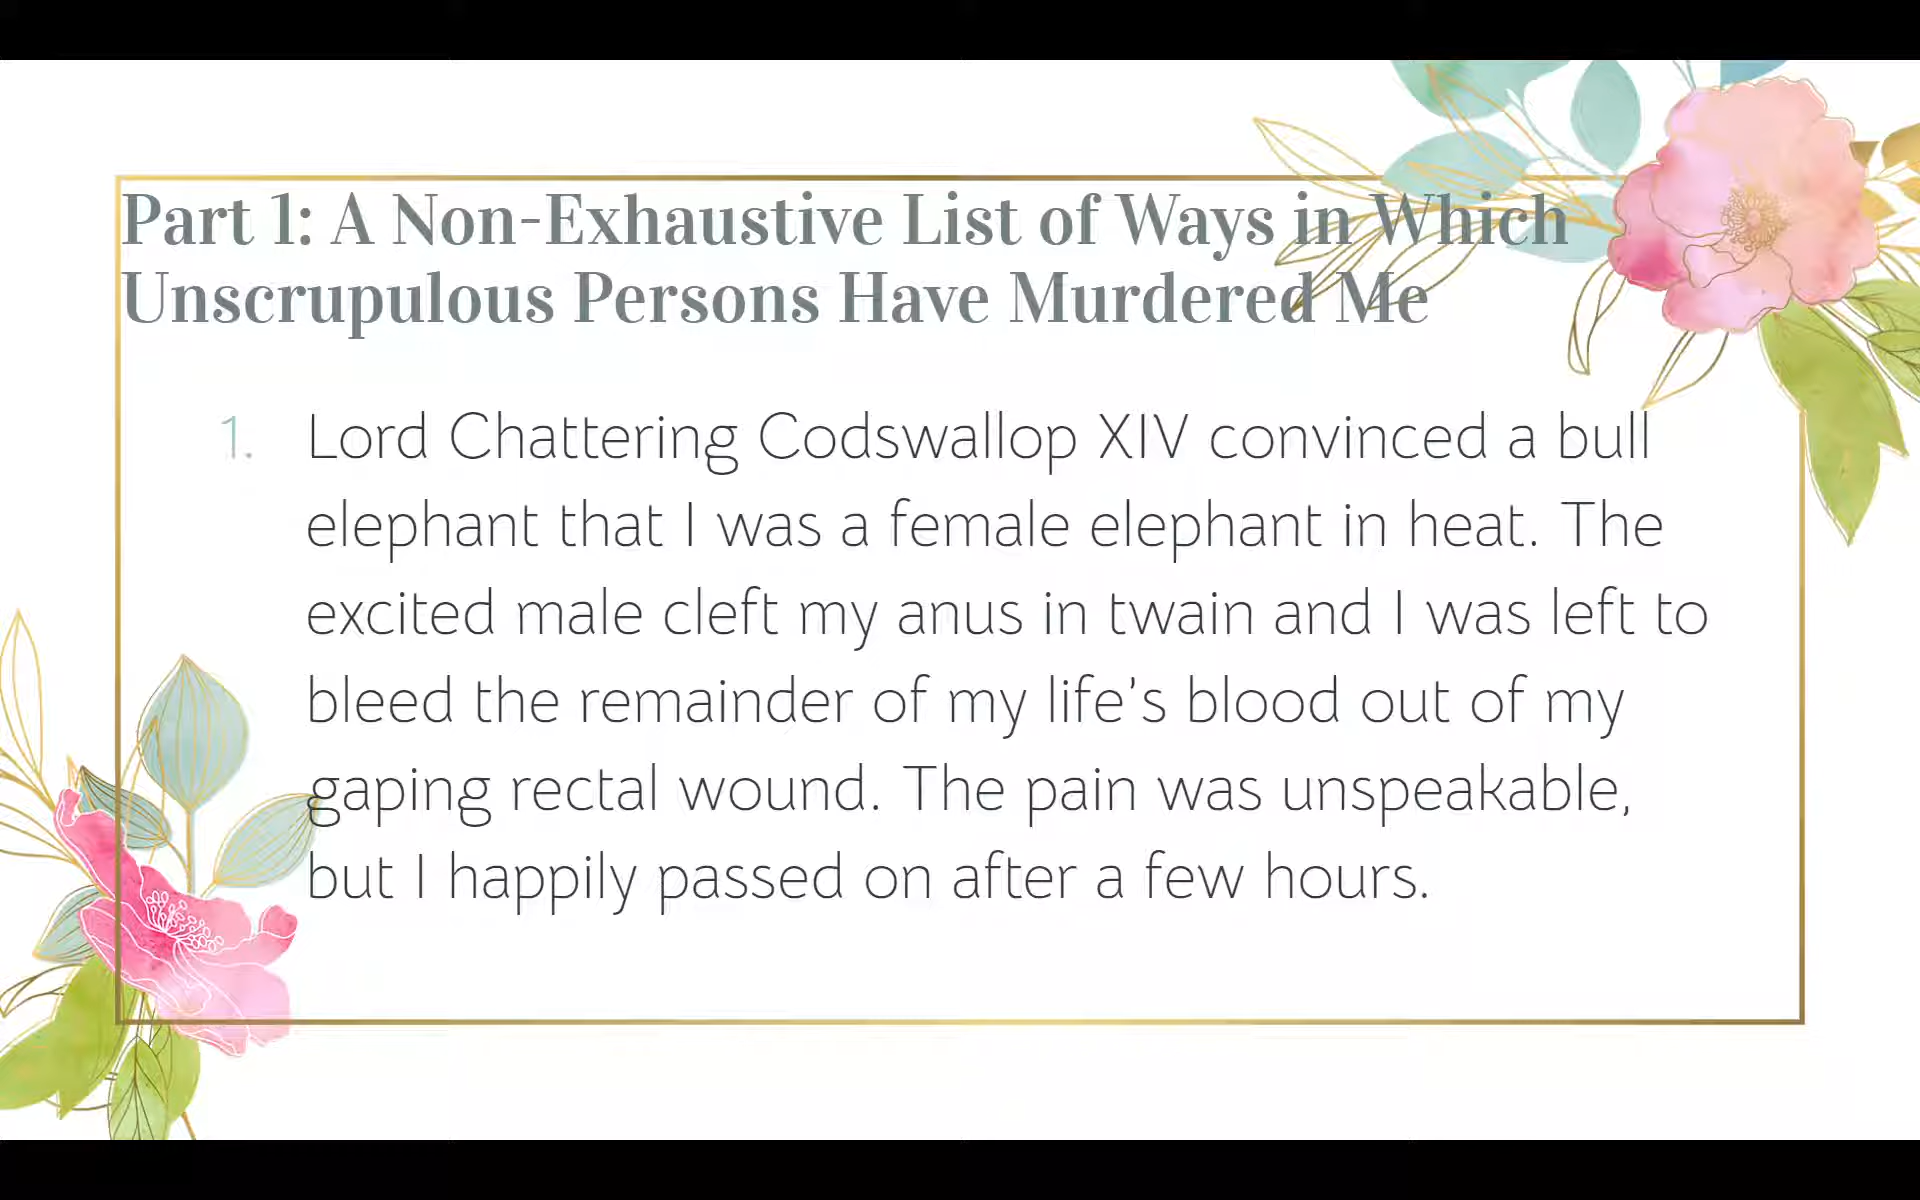 Part 1: A Non-Exhaustive List of Ways in Which
Unscrupulous Persons Have Murdered Me
1. Lord Chattering Codswallop XIV convinced a bull
elephant that I was a female elephant in heat. The
excited male cleft my anus in twain and I was left to
bleed the remainder of my life's blood out of my
gaping rectal wound. The pain was unspeakable,
but I happily passed on after a few hours.